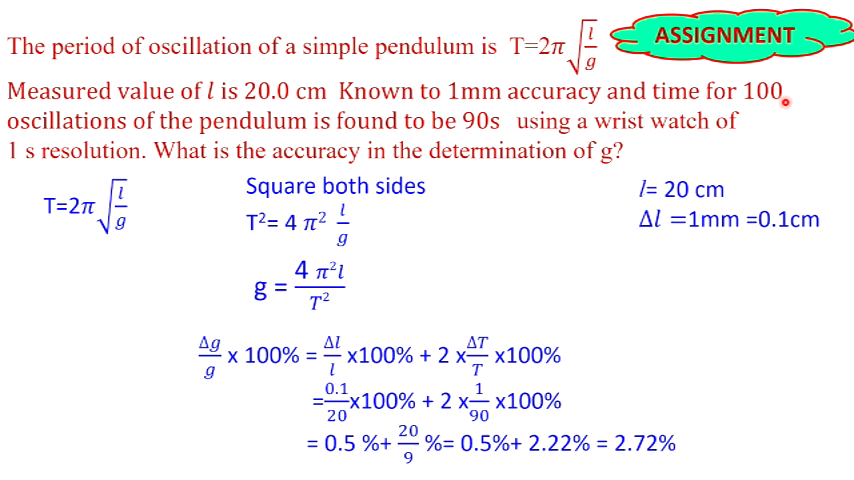 The period of oscillation of a simple pendulum is T=2π √(l/g)
ASSIGNMENT
Measured value of l is 20.0 cm Known to 1mm accuracy and time for 100
oscillations of the pendulum is found to be 90s using a wrist watch of
1 s resolution. What is the accuracy in the determination of g?
T=2π √(l/g)
Square both sides
T²= 4 π² l/g
g = 4 π²l/T²
l= 20 cm
Δl =1mm =0.1cm
Δg/g x 100% = Δl/l x100% + 2 x ΔT/T x100%
= 0.1/20 x100% + 2 x 1/90 x100%
= 0.5 %+ 20/9 %= 0.5%+ 2.22% = 2.72%